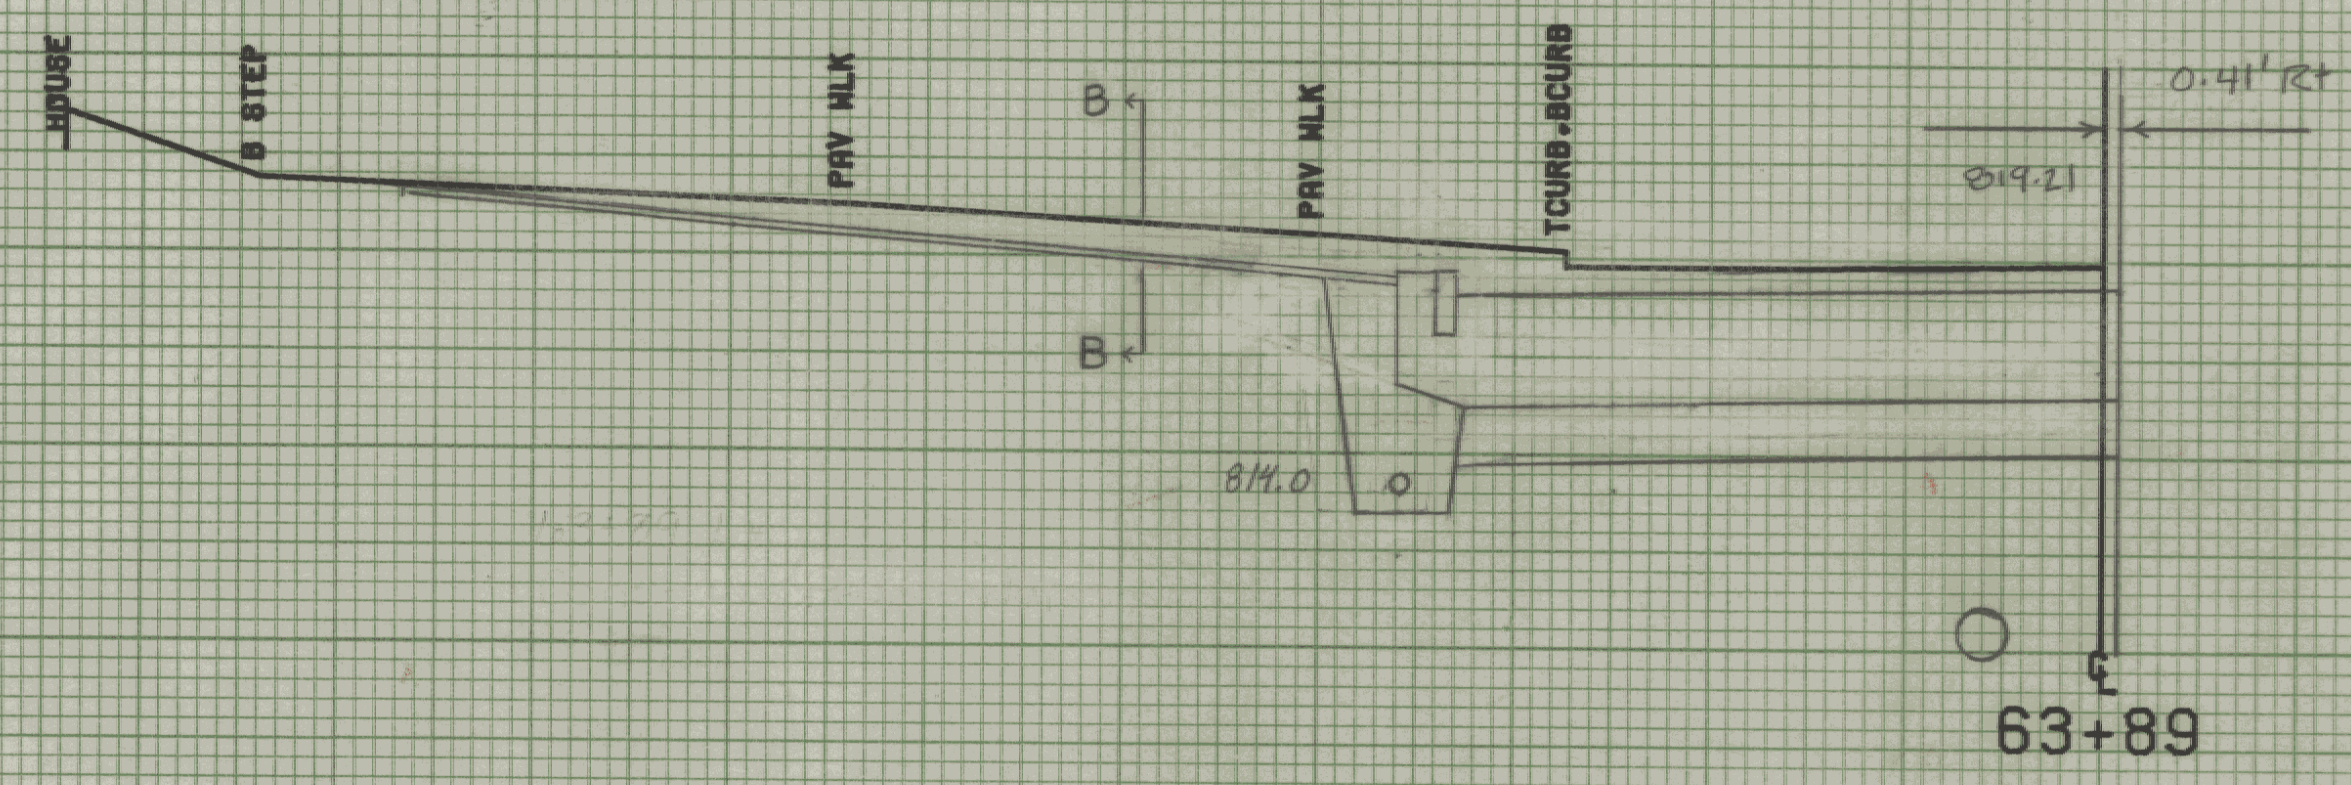 HOUSE
B STEP
PAV WLK
B
PAV WLK
TCURB.BCURB
0.41' Rt
819.21
B
814.0
℄
63+89